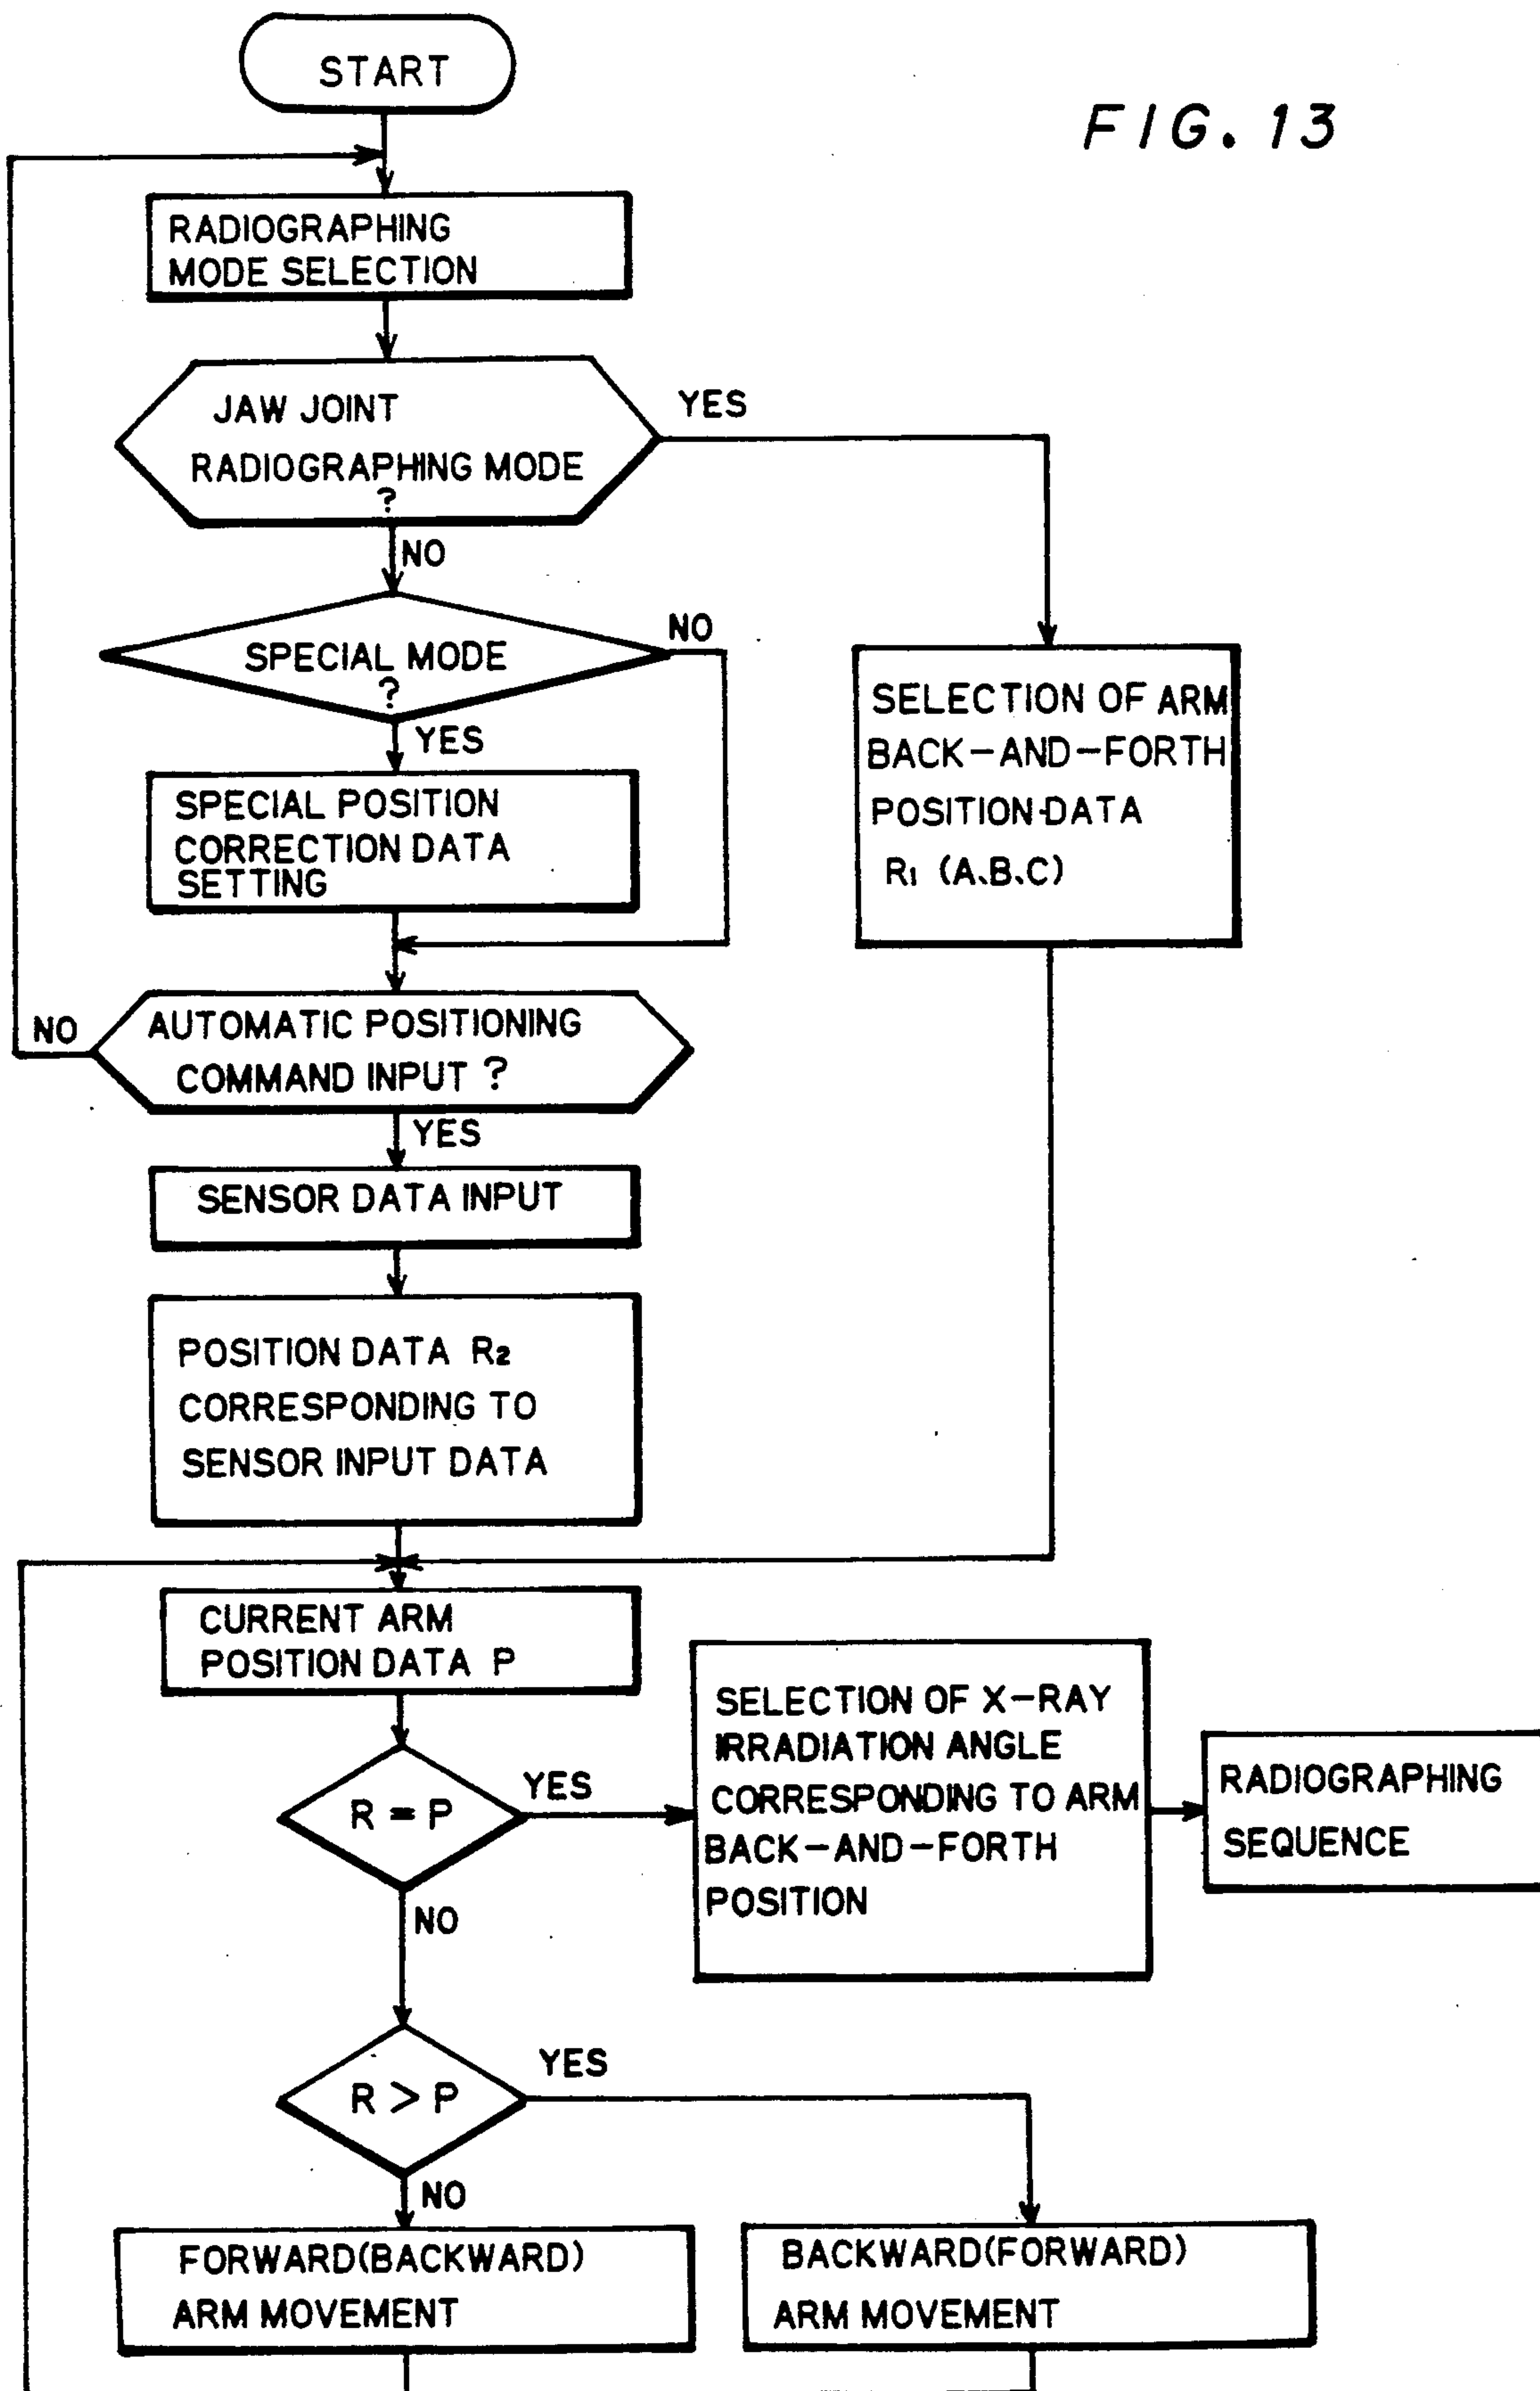 START
FIG. 13
RADIOGRAPHING
MODE SELECTION
JAW JOINT
RADIOGRAPHING MODE
?
YES
NO
SPECIAL MODE
?
NO
YES
SPECIAL POSITION
CORRECTION DATA
SETTING
SELECTION OF ARM
BACK-AND-FORTH
POSITION-DATA
R1 (A.B.C)
NO
AUTOMATIC POSITIONING
COMMAND INPUT ?
YES
SENSOR DATA INPUT
POSITION DATA R2
CORRESPONDING TO
SENSOR INPUT DATA
CURRENT ARM
POSITION DATA P
R = P
YES
NO
SELECTION OF X-RAY
IRRADIATION ANGLE
CORRESPONDING TO ARM
BACK-AND-FORTH
POSITION
RADIOGRAPHING
SEQUENCE
R > P
YES
NO
FORWARD(BACKWARD)
ARM MOVEMENT
BACKWARD(FORWARD)
ARM MOVEMENT